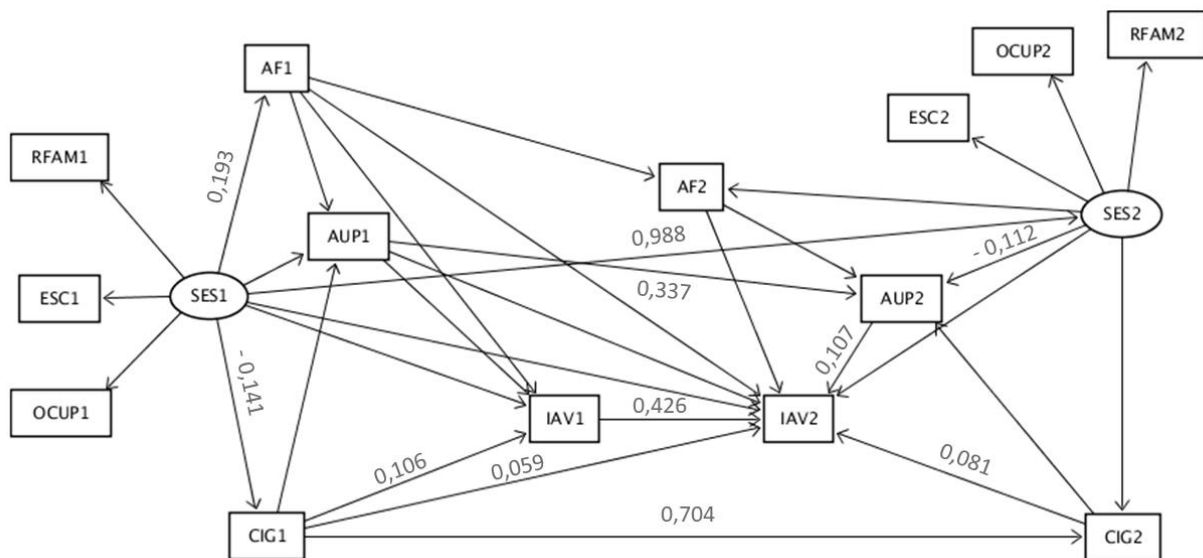 RFAM2
OCUP2
AF1
ESC2
RFAM1
0,193
AF2
SES2
AUP1
0,988
- 0,112
ESC1
SES1
0,337
AUP2
0,107
- 0,141
OCUP1
IAV1
0,426
IAV2
0,106
0,059
0,081
CIG1
0,704
CIG2